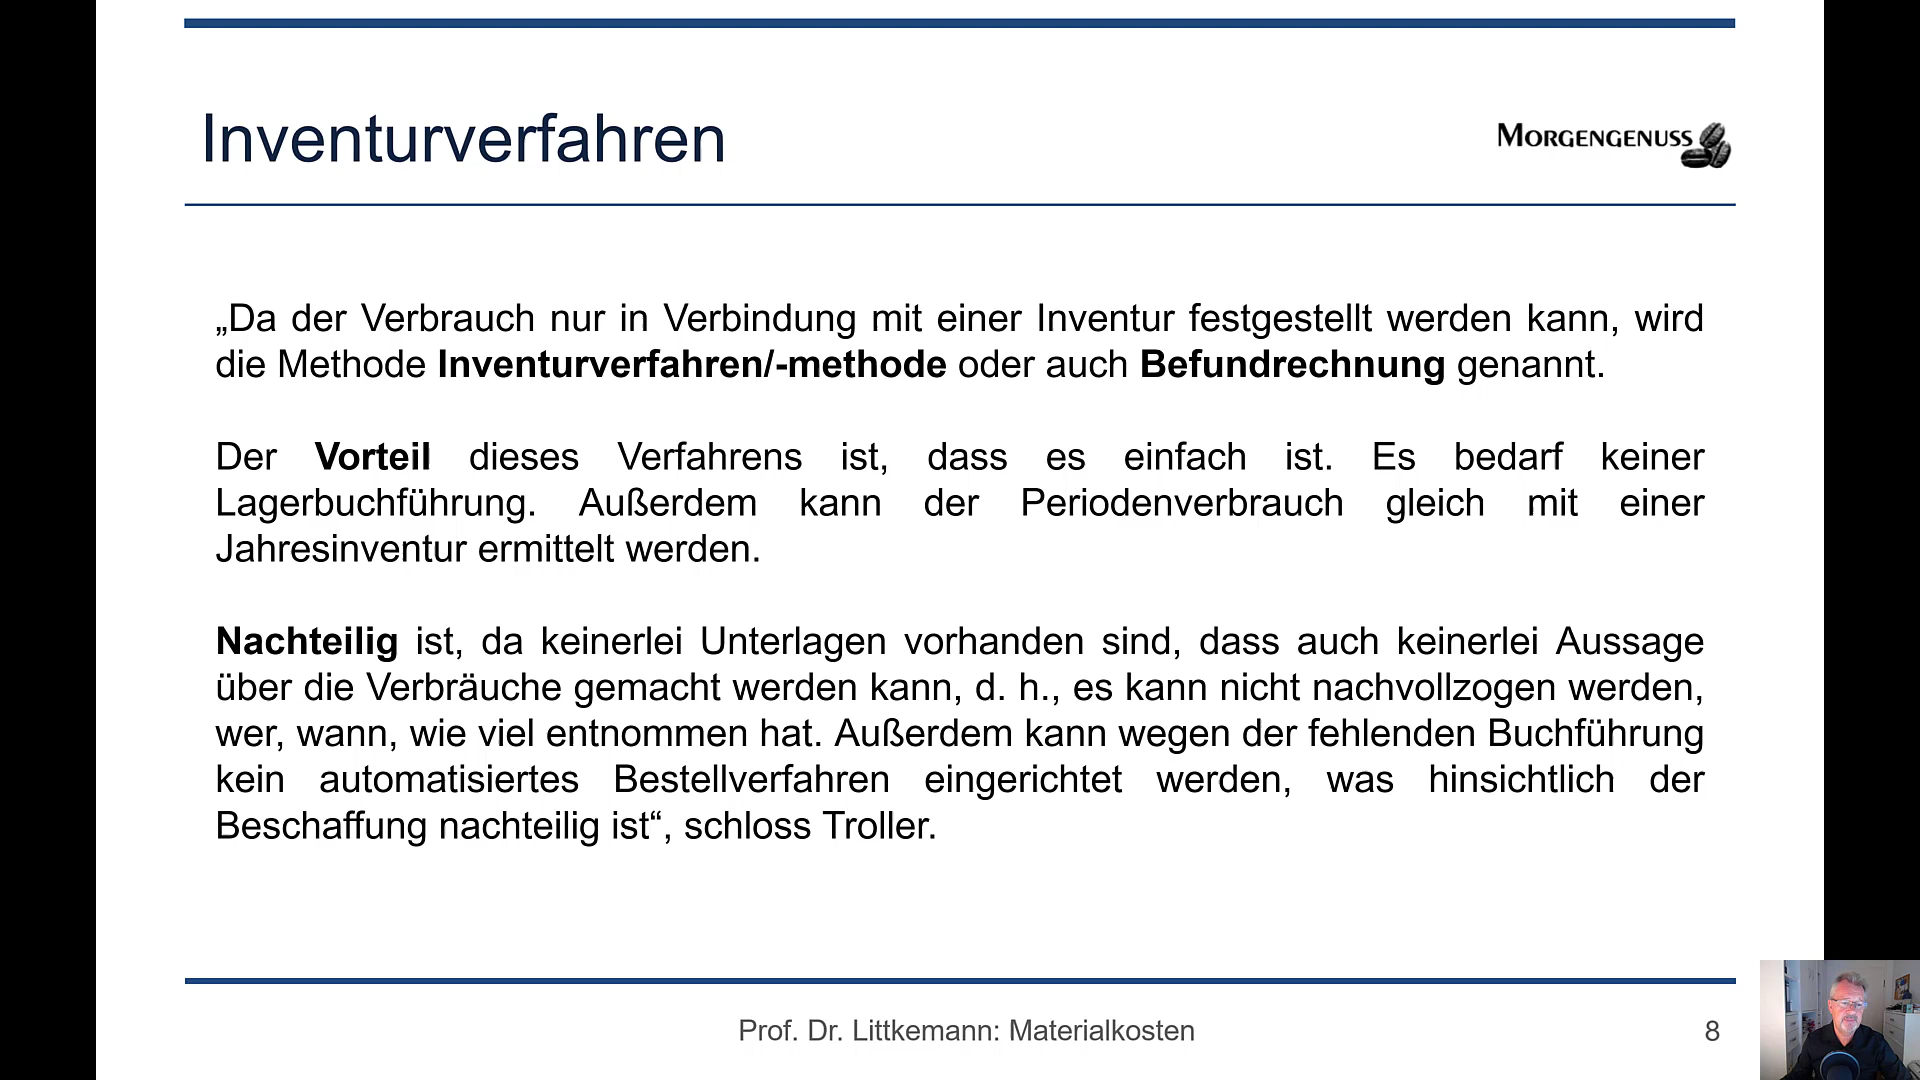 Inventurverfahren
MORGENGENUSS
„Da der Verbrauch nur in Verbindung mit einer Inventur festgestellt werden kann, wird
die Methode Inventurverfahren/-methode oder auch Befundrechnung genannt.
Der Vorteil dieses Verfahrens ist, dass es einfach ist. Es bedarf keiner
Lagerbuchführung. Außerdem kann der Periodenverbrauch gleich mit einer
Jahresinventur ermittelt werden.
Nachteilig ist, da keinerlei Unterlagen vorhanden sind, dass auch keinerlei Aussage
über die Verbräuche gemacht werden kann, d. h., es kann nicht nachvollzogen werden,
wer, wann, wie viel entnommen hat. Außerdem kann wegen der fehlenden Buchführung
kein automatisiertes Bestellverfahren eingerichtet werden, was hinsichtlich der
Beschaffung nachteilig ist“, schloss Troller.
Prof. Dr. Littkemann: Materialkosten
8